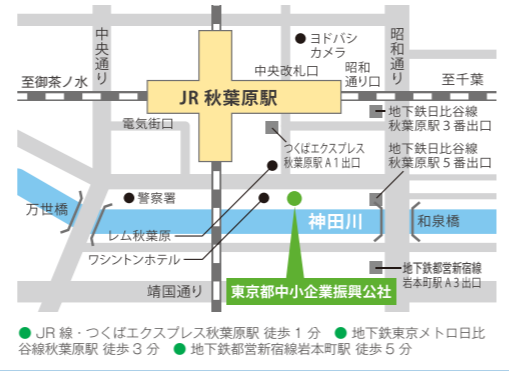 中央通り
昭和通り
ヨドバシ
カメラ
至御茶ノ水
中央改札口
昭和
通り口
至千葉
JR 秋葉原駅
電気街口
地下鉄日比谷線
秋葉原駅３番出口
つくばエクスプレス
秋葉原駅Ａ１出口
地下鉄日比谷線
秋葉原駅５番出口
警察署
万世橋
神田川
和泉橋
レム秋葉原
ワシントンホテル
地下鉄都営新宿線
岩本町駅Ａ３出口
靖国通り
東京都中小企業振興公社
● JR 線・つくばエクスプレス秋葉原駅 徒歩１分　● 地下鉄東京メトロ日比
谷線秋葉原駅 徒歩３分　● 地下鉄都営新宿線岩本町駅 徒歩５分